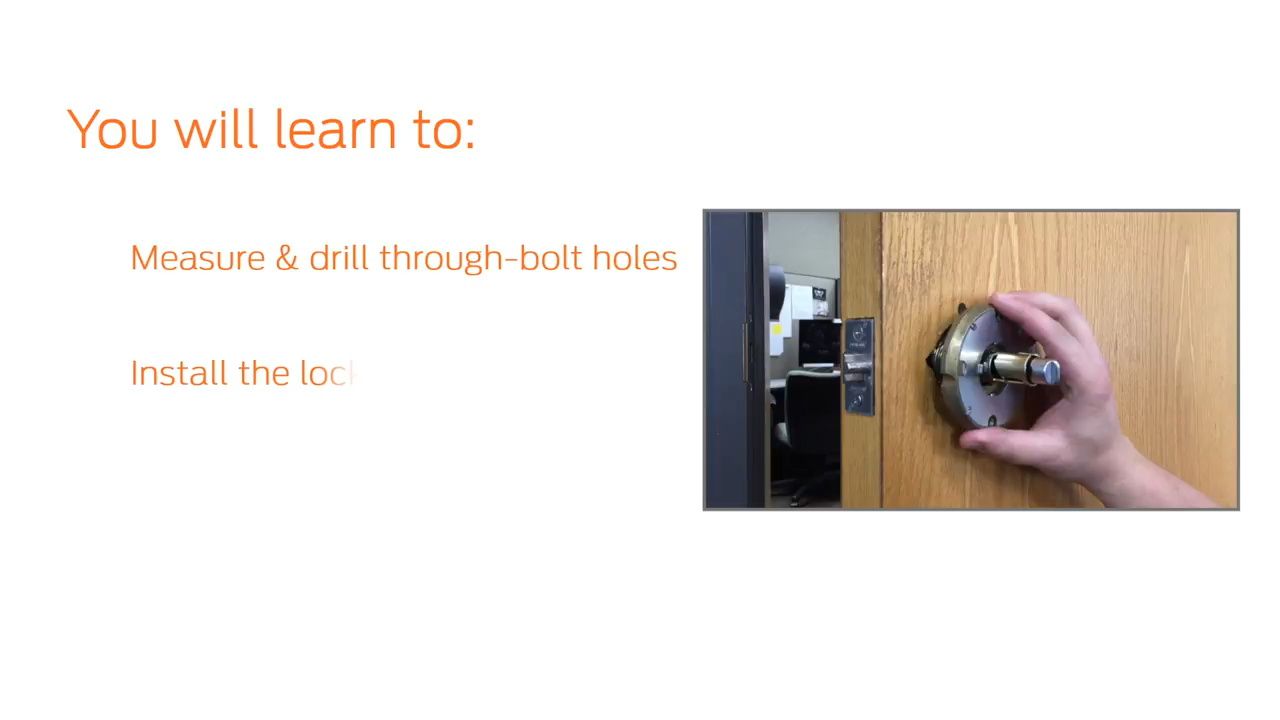 You will learn to:
Measure & drill through-bolt holes
Install the loc